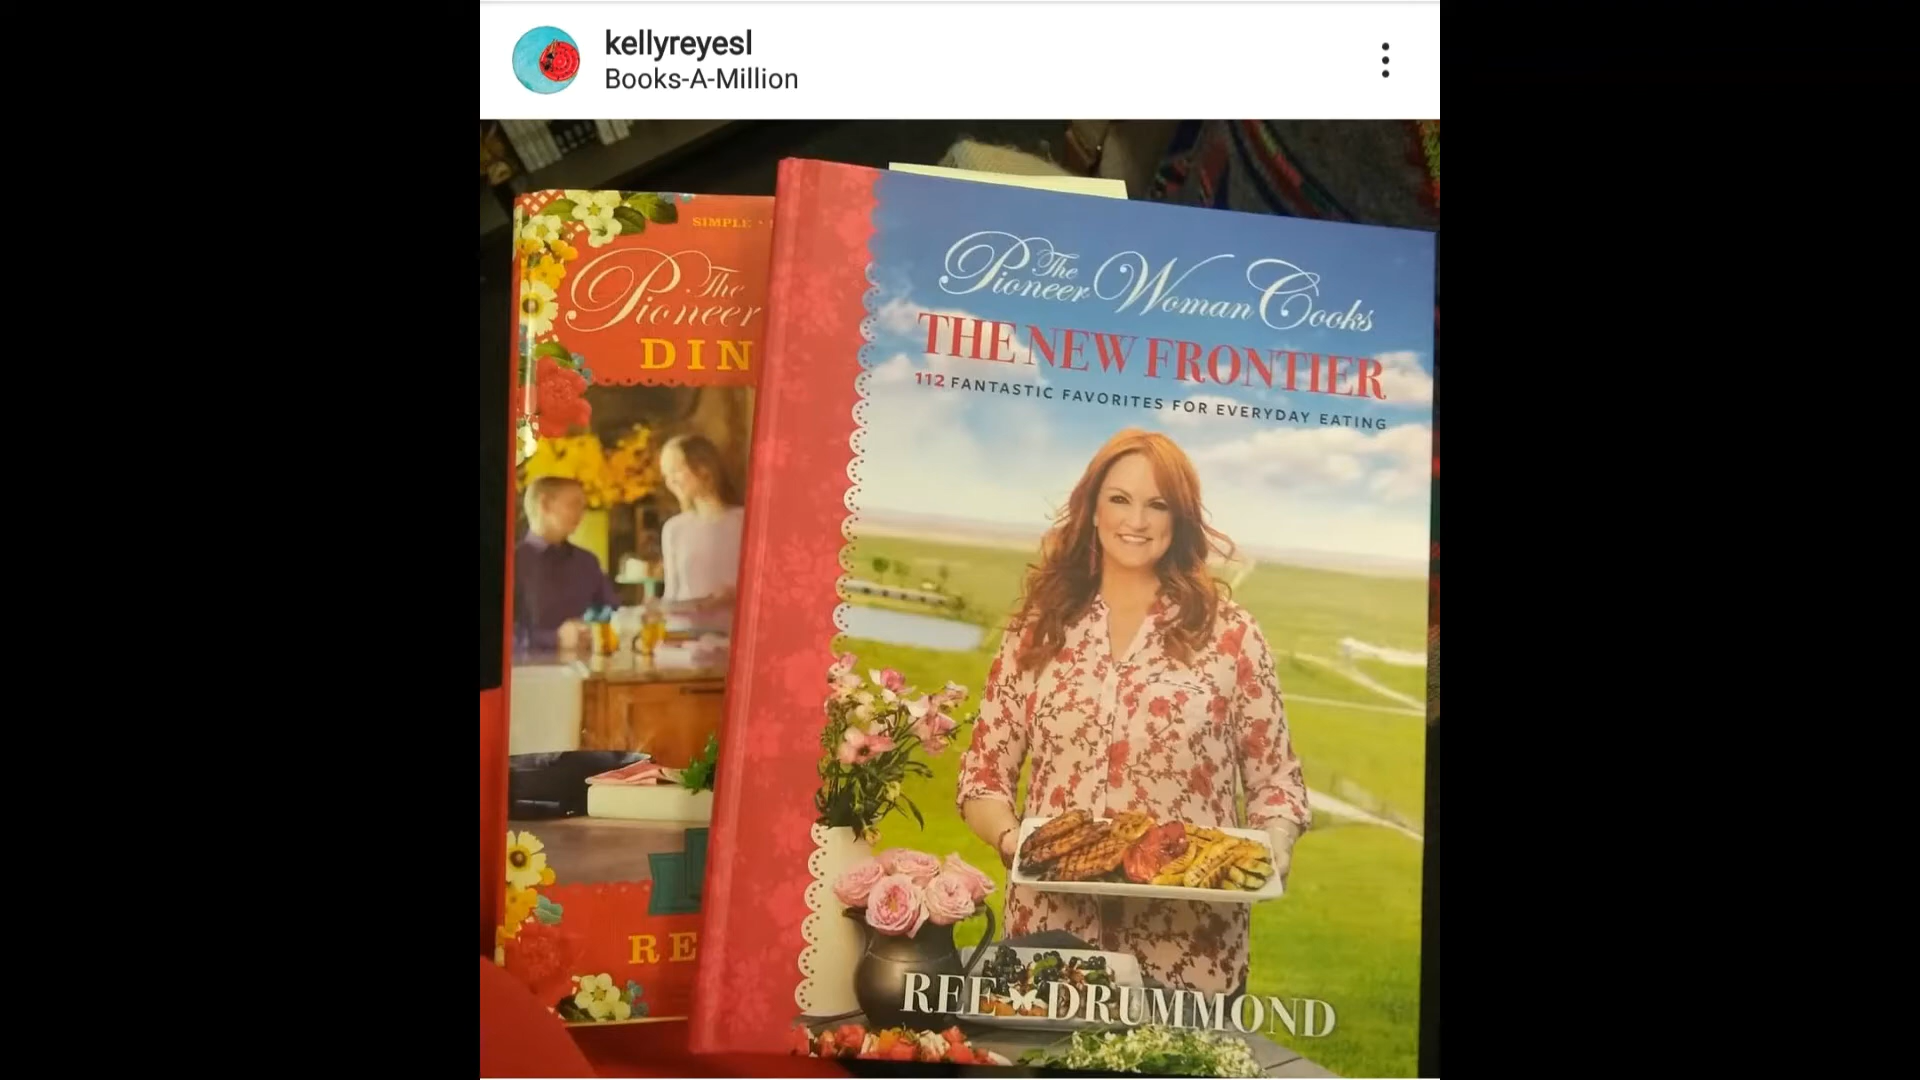 kellyreyesl
Books-A-Million
SIMPLE
The
Pioneer
DIN
RE
The
Pioneer Woman Cooks
THE NEW FRONTIER
112 FANTASTIC FAVORITES FOR EVERYDAY EATING
REE DRUMMOND